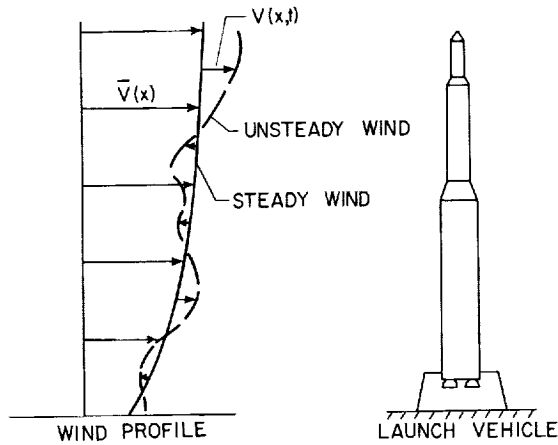 V(x,t)
V̅(x)
UNSTEADY WIND
STEADY WIND
WIND PROFILE
LAUNCH VEHICLE